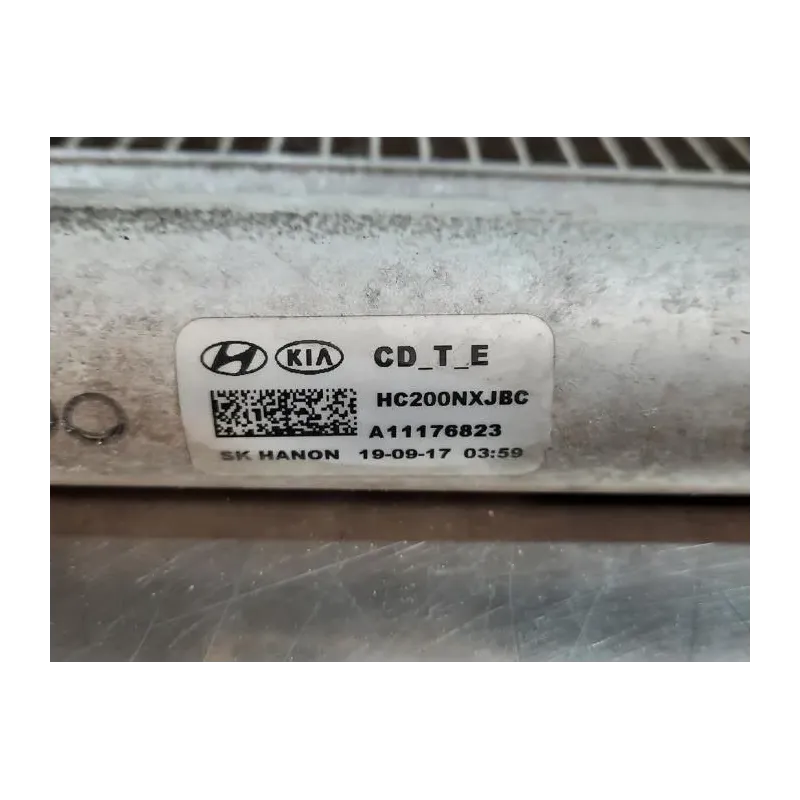 KIA CD_T_E
HC200NXJBC
A11176823
SK HANON 19-09-17 03:59